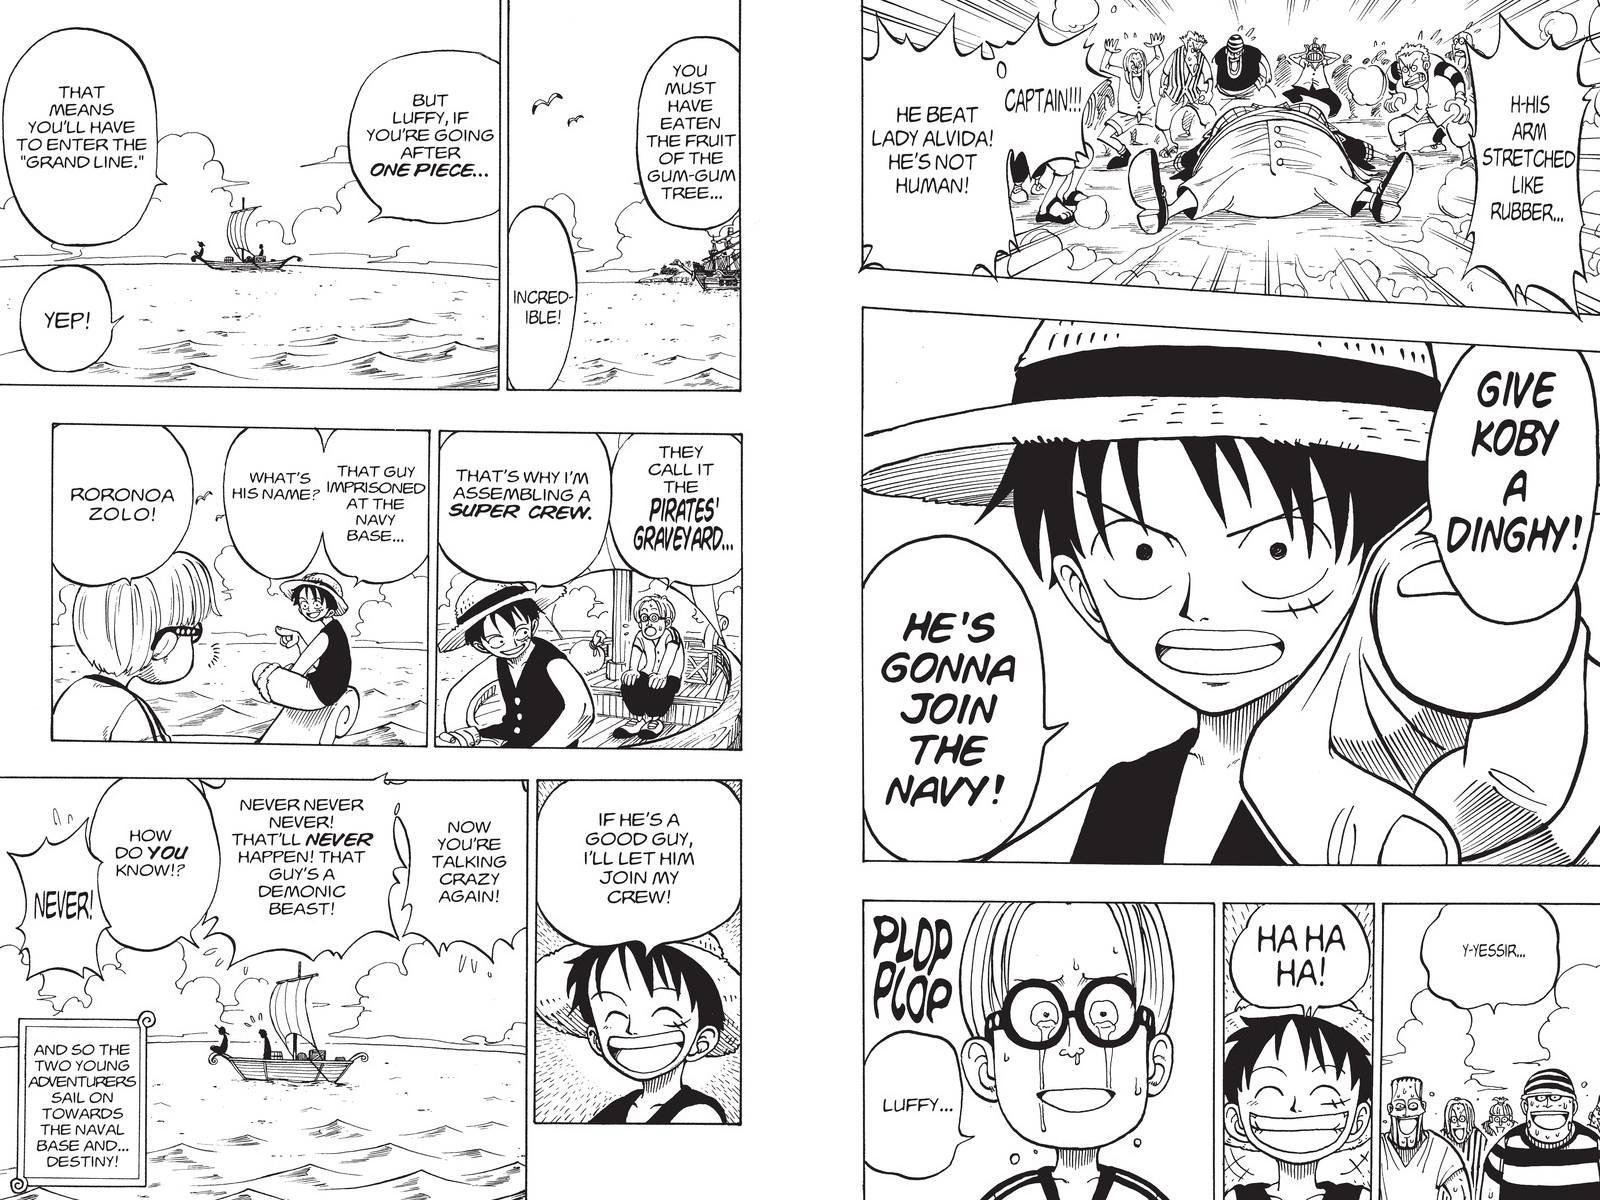 H-HIS
ARM
STRETCHED
LIKE
RUBBER...
CAPTAIN!!!
HE BEAT
LADY ALVIDA!
HE'S NOT
HUMAN!
GIVE
KOBY
A
DINGHY!
HE'S
GONNA
JOIN
THE
NAVY!
Y-YESSIR...
HA HA
HA!
PLOP
PLOP
LUFFY...
YOU
MUST
HAVE
EATEN
THE FRUIT
OF THE
GUM-GUM
TREE...
INCRED-
IBLE!
BUT
LUFFY, IF
YOU'RE GOING
AFTER
ONE PIECE...
THAT
MEANS
YOU'LL HAVE
TO ENTER THE
"GRAND LINE."
YEP!
THEY
CALL IT
THE
PIRATES'
GRAVEYARD...
THAT'S WHY I'M
ASSEMBLING A
SUPER CREW.
THAT GUY
IMPRISONED
AT THE
NAVY
BASE...
WHAT'S
HIS NAME?
RORONOA
ZOLO!
IF HE'S A
GOOD GUY,
I'LL LET HIM
JOIN MY
CREW!
NOW
YOU'RE
TALKING
CRAZY
AGAIN!
NEVER NEVER
NEVER!
THAT'LL NEVER
HAPPEN! THAT
GUY'S A
DEMONIC
BEAST!
HOW
DO YOU
KNOW!?
NEVER!
AND SO THE
TWO YOUNG
ADVENTURERS
SAIL ON
TOWARDS
THE NAVAL
BASE AND...
DESTINY!